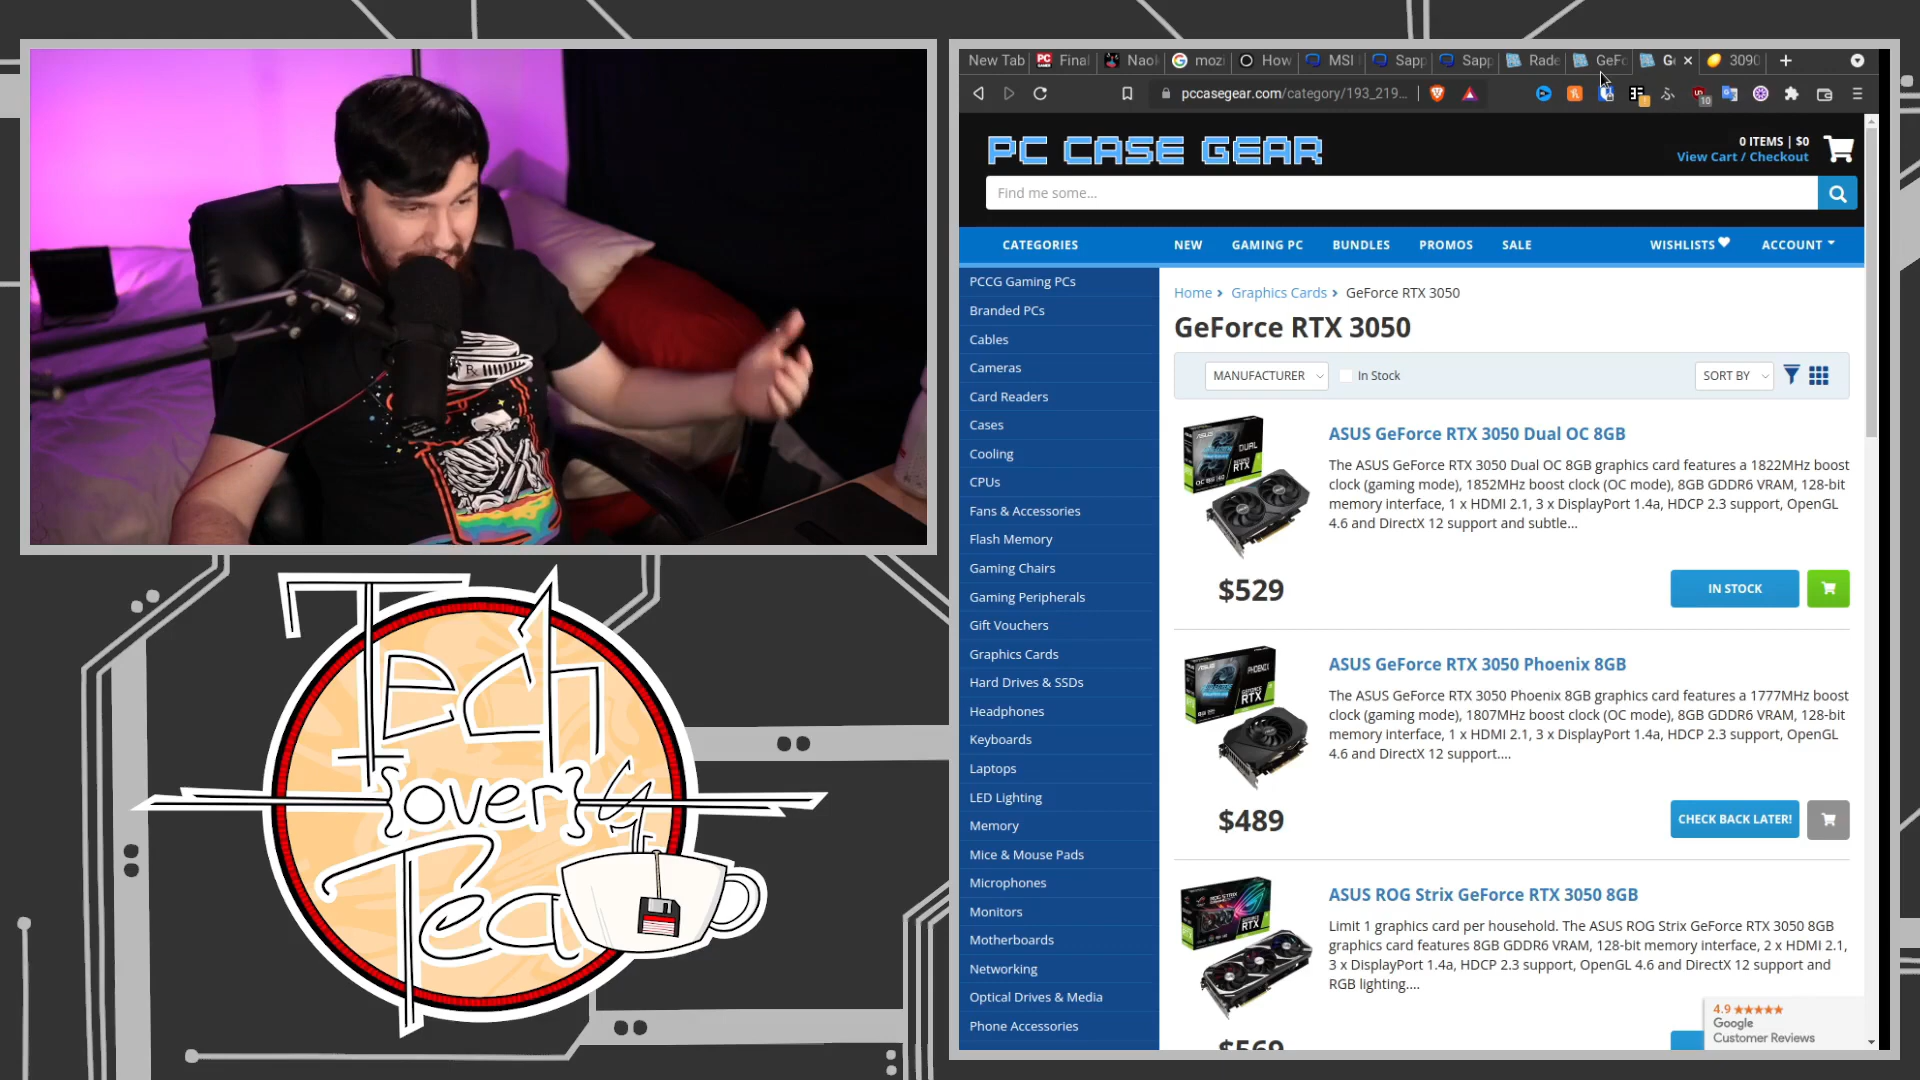 New Tab
Final
Naol
mozi
How
MSI
Sapp
Sapp
Rade
GeFo
Ge
3090
pccasegear.com/category/193_219...
10
PC CASE GEAR
0 ITEMS | $0
View Cart / Checkout
Find me some...
CATEGORIES
NEW
GAMING PC
BUNDLES
PROMOS
SALE
WISHLISTS
ACCOUNT
PCCG Gaming PCs
Branded PCs
Cables
Cameras
Card Readers
Cases
Cooling
CPUs
Fans & Accessories
Flash Memory
Gaming Chairs
Gaming Peripherals
Gift Vouchers
Graphics Cards
Hard Drives & SSDs
Headphones
Keyboards
Laptops
LED Lighting
Memory
Mice & Mouse Pads
Microphones
Monitors
Motherboards
Networking
Optical Drives & Media
Phone Accessories
Home > Graphics Cards > GeForce RTX 3050
GeForce RTX 3050
MANUFACTURER
In Stock
SORT BY
ASUS GeForce RTX 3050 Dual OC 8GB
The ASUS GeForce RTX 3050 Dual OC 8GB graphics card features a 1822MHz boost
clock (gaming mode), 1852MHz boost clock (OC mode), 8GB GDDR6 VRAM, 128-bit
memory interface, 1 x HDMI 2.1, 3 x DisplayPort 1.4a, HDCP 2.3 support, OpenGL
4.6 and DirectX 12 support and subtle...
$529
IN STOCK
ASUS GeForce RTX 3050 Phoenix 8GB
The ASUS GeForce RTX 3050 Phoenix 8GB graphics card features a 1777MHz boost
clock (gaming mode), 1807MHz boost clock (OC mode), 8GB GDDR6 VRAM, 128-bit
memory interface, 1 x HDMI 2.1, 3 x DisplayPort 1.4a, HDCP 2.3 support, OpenGL
4.6 and DirectX 12 support....
$489
CHECK BACK LATER!
ASUS ROG Strix GeForce RTX 3050 8GB
Limit 1 graphics card per household. The ASUS ROG Strix GeForce RTX 3050 8GB
graphics card features 8GB GDDR6 VRAM, 128-bit memory interface, 2 x HDMI 2.1,
3 x DisplayPort 1.4a, HDCP 2.3 support, OpenGL 4.6 and DirectX 12 support and
RGB lighting....
$569
4.9 ★★★★★
Google
Customer Reviews
Tech
{over}
Tea